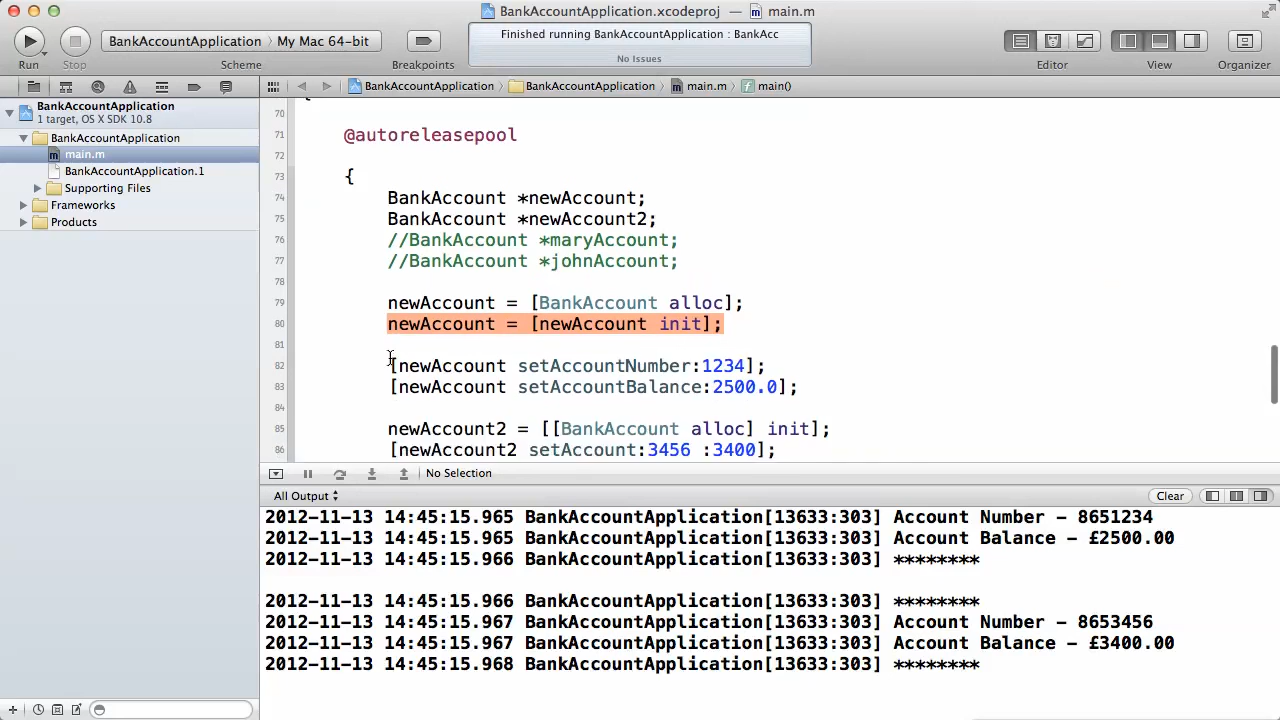 BankAccountApplication.xcodeproj — main.m
Run
Stop
BankAccountApplication › My Mac 64-bit
Scheme
Breakpoints
Finished running BankAccountApplication : BankAcc
No Issues
Editor
View
Organizer
BankAccountApplication
1 target, OS X SDK 10.8
BankAccountApplication
main.m
BankAccountApplication.1
Supporting Files
Frameworks
Products
BankAccountApplication › BankAccountApplication › main.m › main()
70
71 @autoreleasepool
72
73 {
74 BankAccount *newAccount;
75 BankAccount *newAccount2;
76 //BankAccount *maryAccount;
77 //BankAccount *johnAccount;
78
79 newAccount = [BankAccount alloc];
80 newAccount = [newAccount init];
81
82 [newAccount setAccountNumber:1234];
83 [newAccount setAccountBalance:2500.0];
84
85 newAccount2 = [[BankAccount alloc] init];
86 [newAccount2 setAccount:3456 :3400];
No Selection
All Output
Clear
2012-11-13 14:45:15.965 BankAccountApplication[13633:303] Account Number – 8651234
2012-11-13 14:45:15.965 BankAccountApplication[13633:303] Account Balance – £2500.00
2012-11-13 14:45:15.966 BankAccountApplication[13633:303] ********
2012-11-13 14:45:15.966 BankAccountApplication[13633:303] ********
2012-11-13 14:45:15.967 BankAccountApplication[13633:303] Account Number – 8653456
2012-11-13 14:45:15.967 BankAccountApplication[13633:303] Account Balance – £3400.00
2012-11-13 14:45:15.968 BankAccountApplication[13633:303] ********